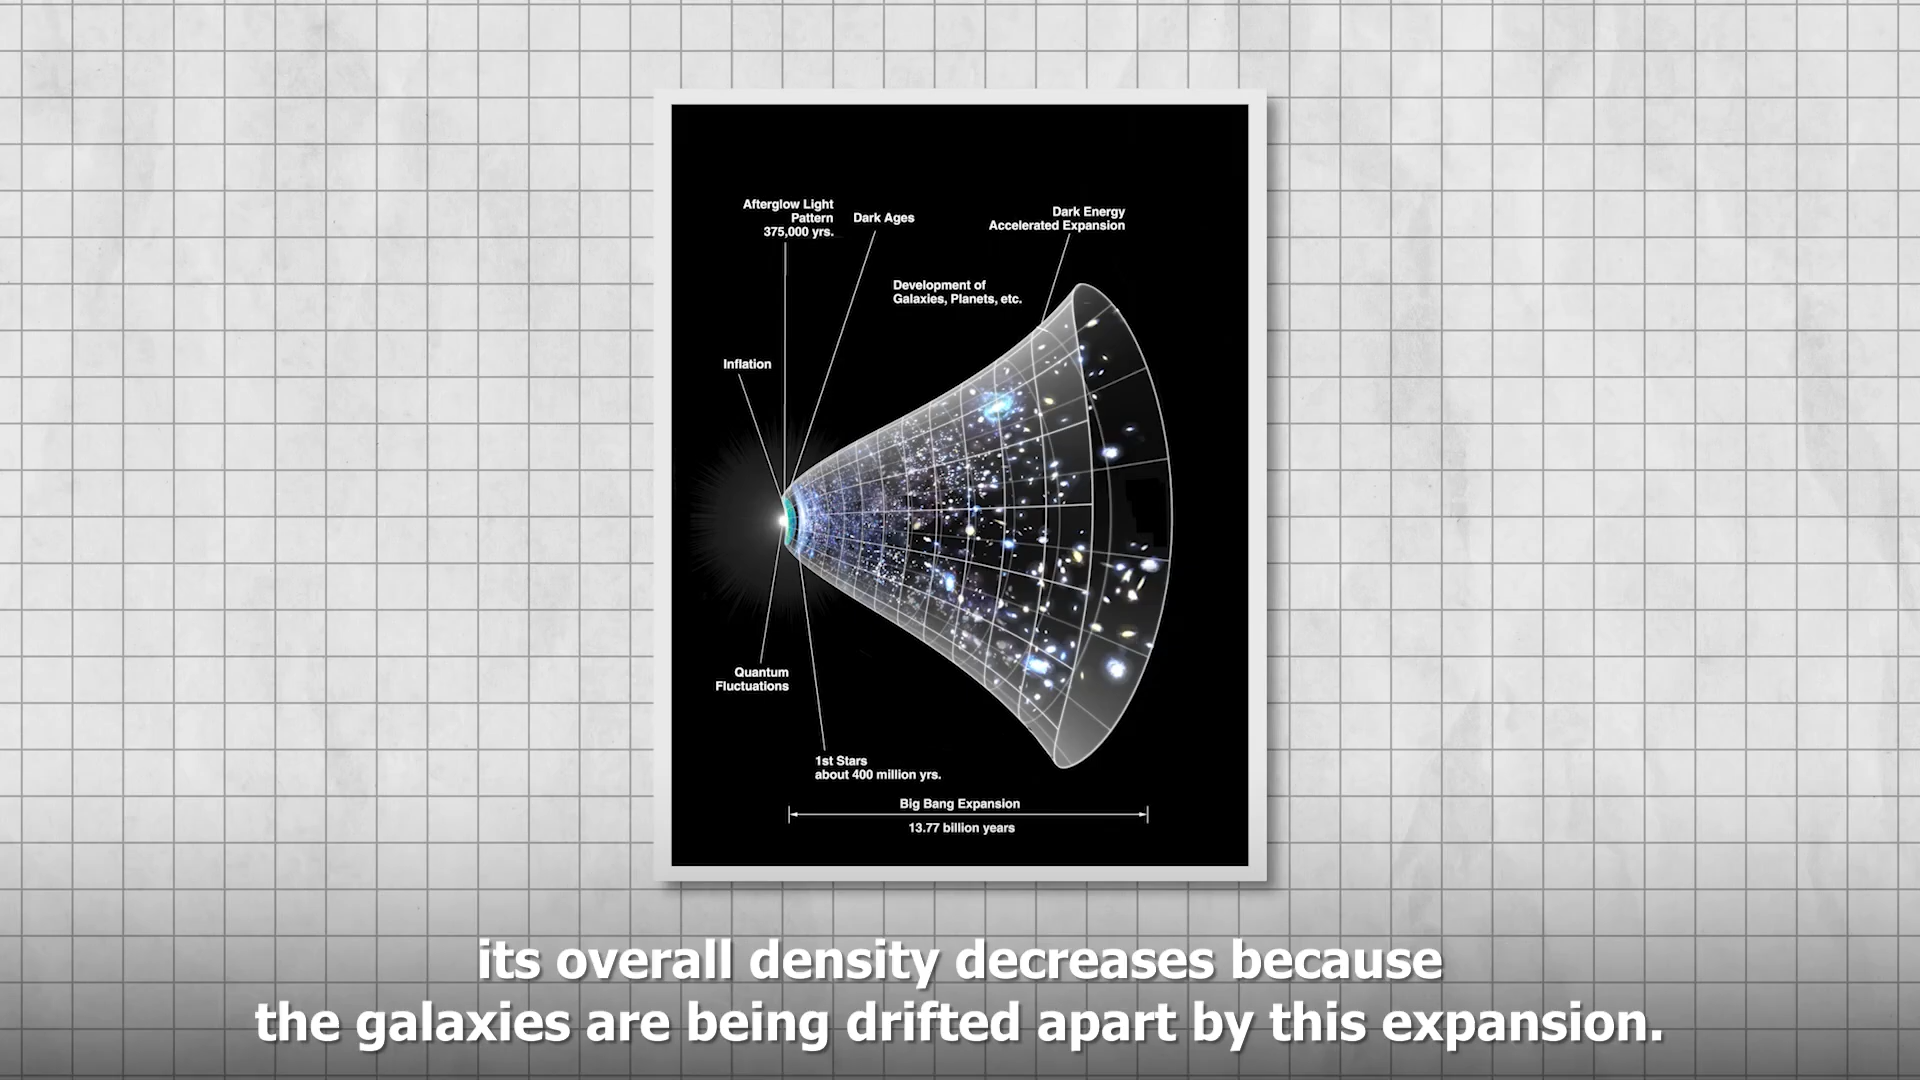 Afterglow Light
Pattern
375,000 yrs.
Dark Ages
Dark Energy
Accelerated Expansion
Development of
Galaxies, Planets, etc.
Inflation
Quantum
Fluctuations
1st Stars
about 400 million yrs.
Big Bang Expansion
13.77 billion years
its overall density decreases because
the galaxies are being drifted apart by this expansion.